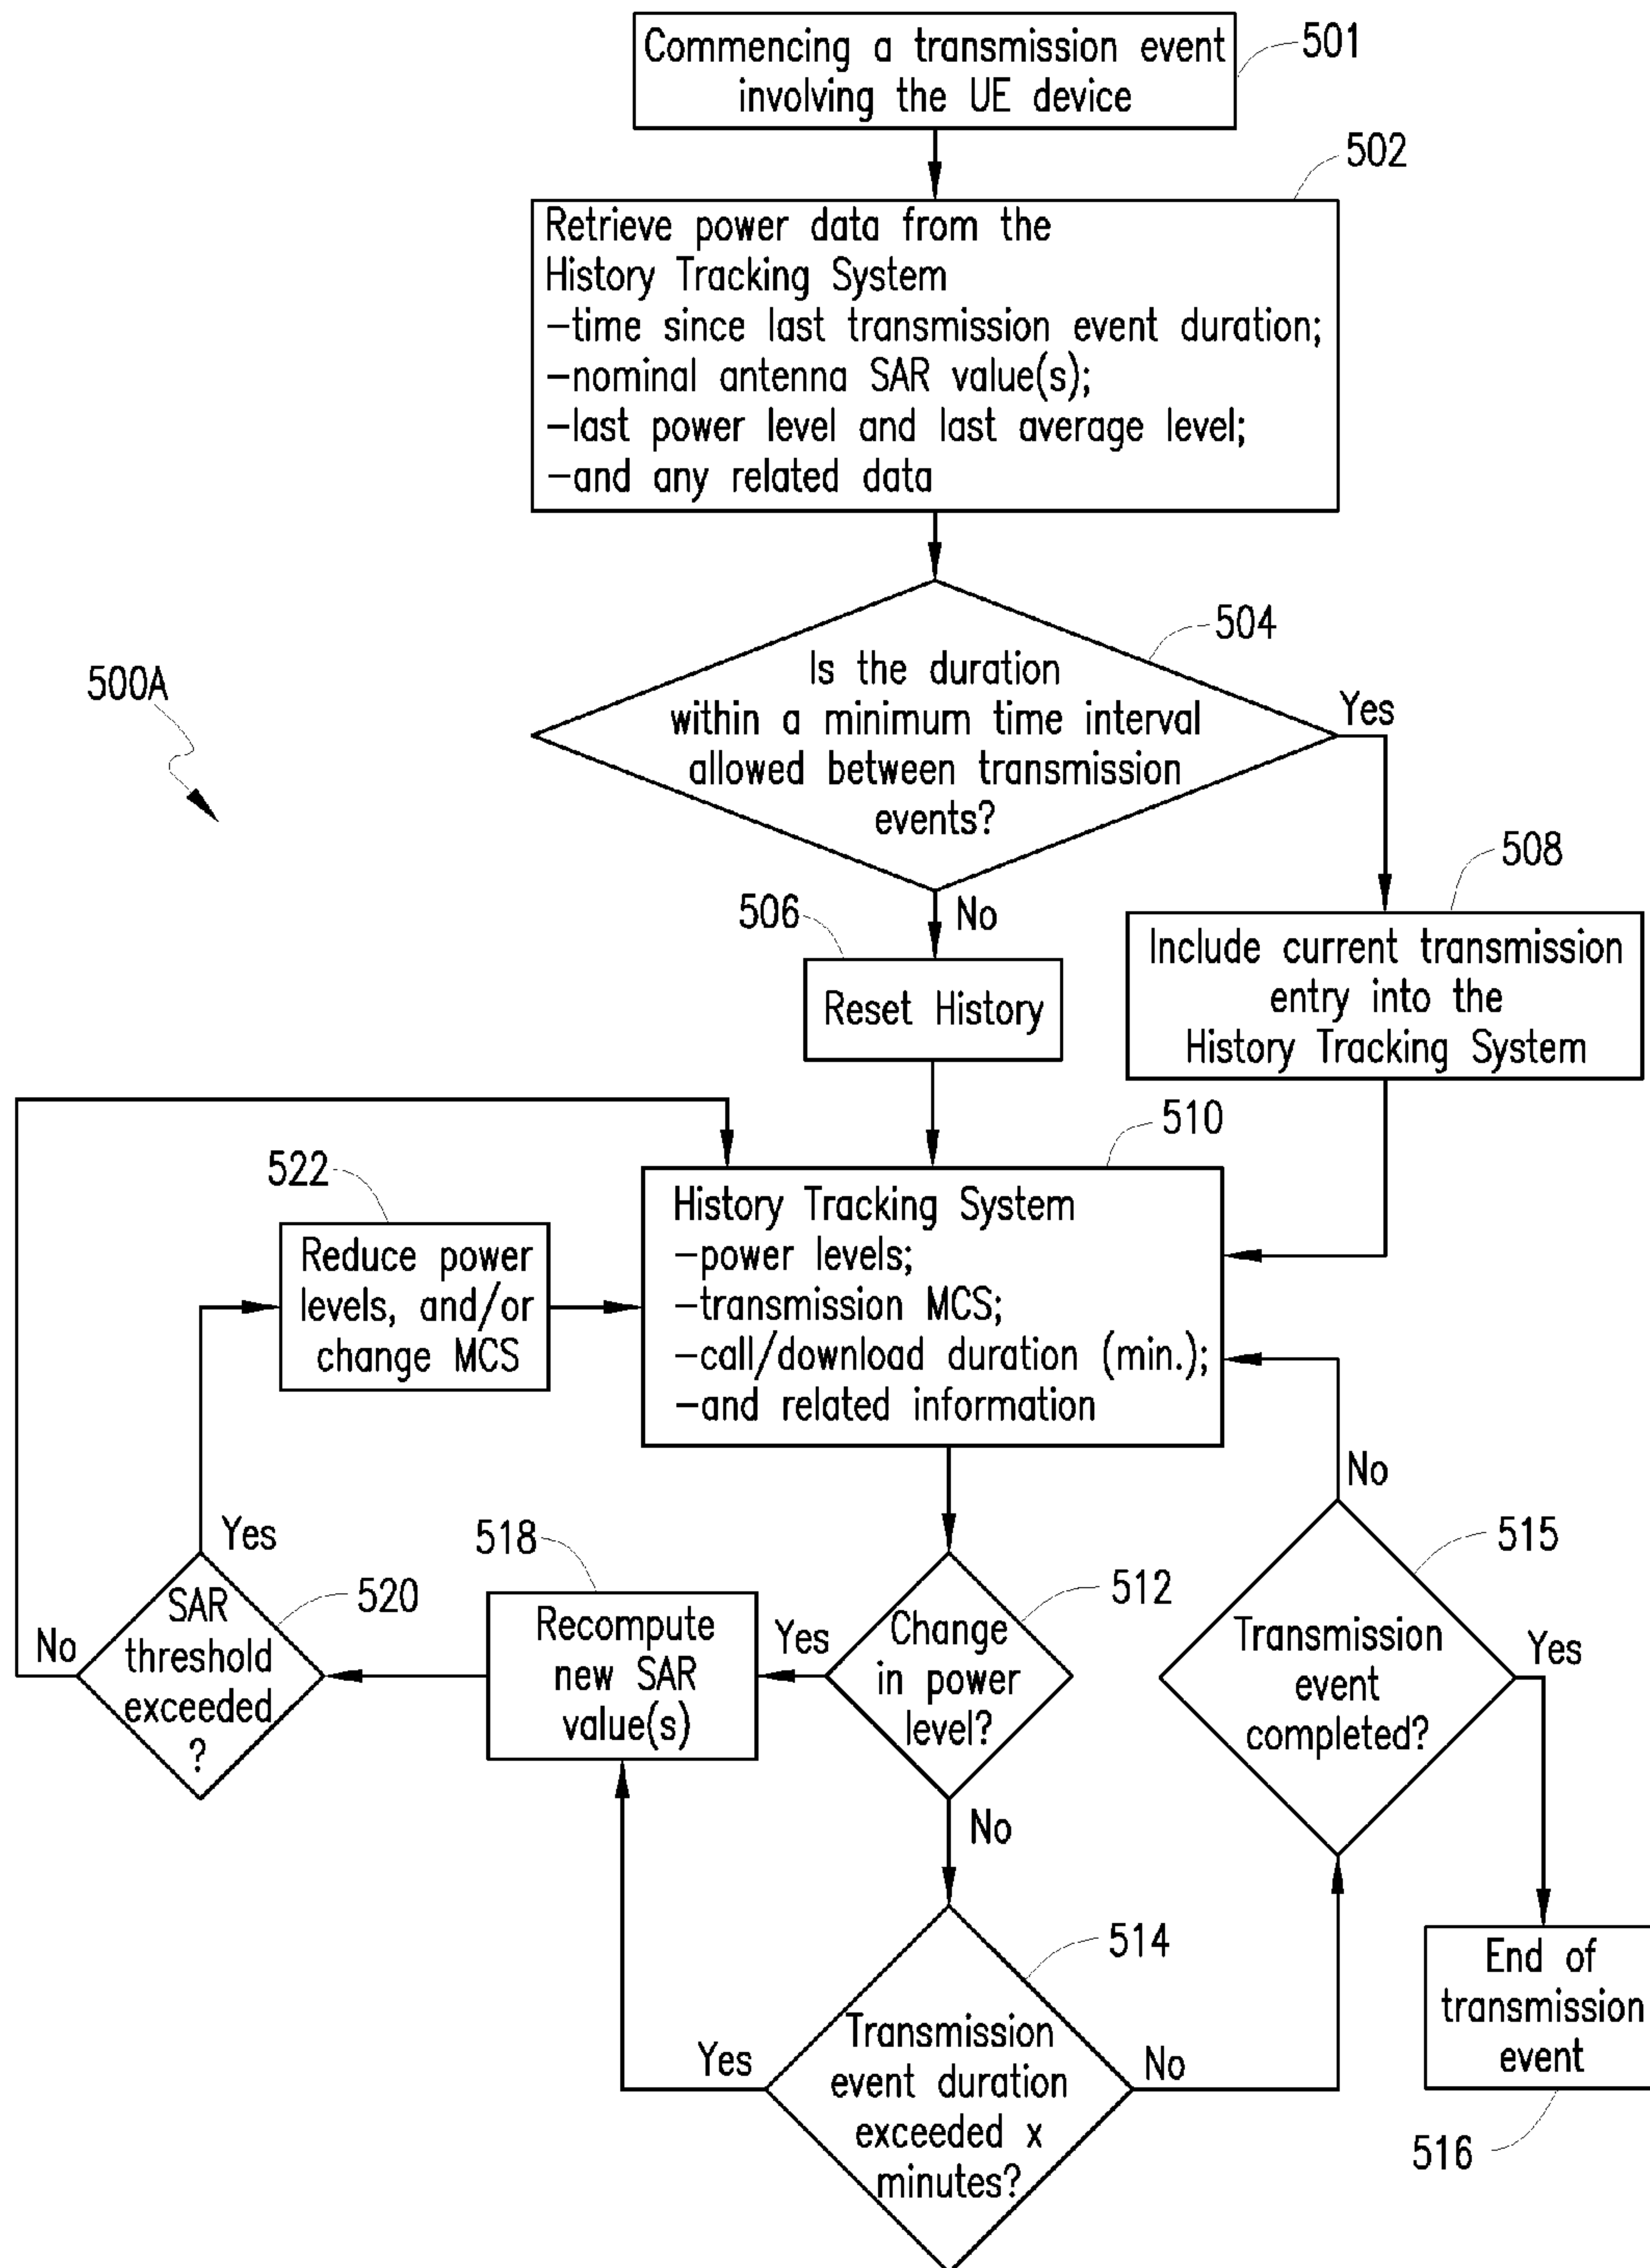 Commencing a transmission event
involving the UE device
501
502
Retrieve power data from the
History Tracking System
-time since last transmission event duration;
-nominal antenna SAR value(s);
-last power level and last average level;
-and any related data
500A
504
Is the duration
within a minimum time interval
allowed between transmission
events?
Yes
No
506
Reset History
508
Include current transmission
entry into the
History Tracking System
510
History Tracking System
-power levels;
-transmission MCS;
-call/download duration (min.);
-and related information
522
Reduce power
levels, and/or
change MCS
Yes
520
SAR
threshold
exceeded
?
No
518
Recompute
new SAR
value(s)
Yes
512
Change
in power
level?
No
No
515
Transmission
event
completed?
Yes
514
Transmission
event duration
exceeded x
minutes?
Yes
No
End of
transmission
event
516